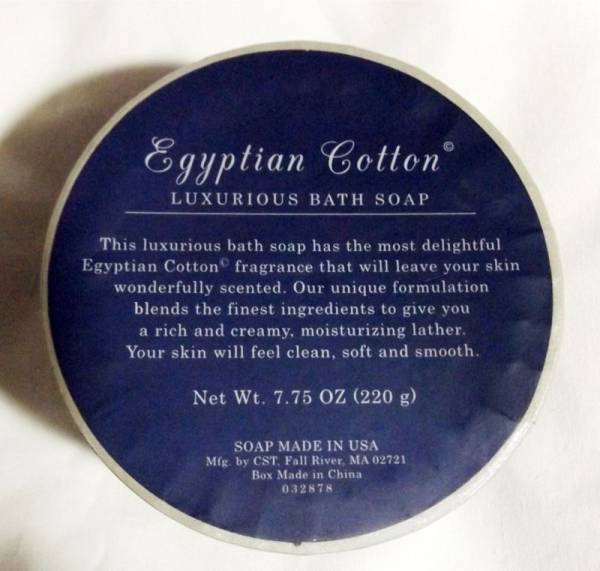 Egyptian Cotton©
LUXURIOUS BATH SOAP
This luxurious bath soap has the most delightful
Egyptian Cotton© fragrance that will leave your skin
wonderfully scented. Our unique formulation
blends the finest ingredients to give you
a rich and creamy, moisturizing lather.
Your skin will feel clean, soft and smooth.
Net Wt. 7.75 OZ (220 g)
SOAP MADE IN USA
Mfg. by CST. Fall River, MA 02721
Box Made in China
032878